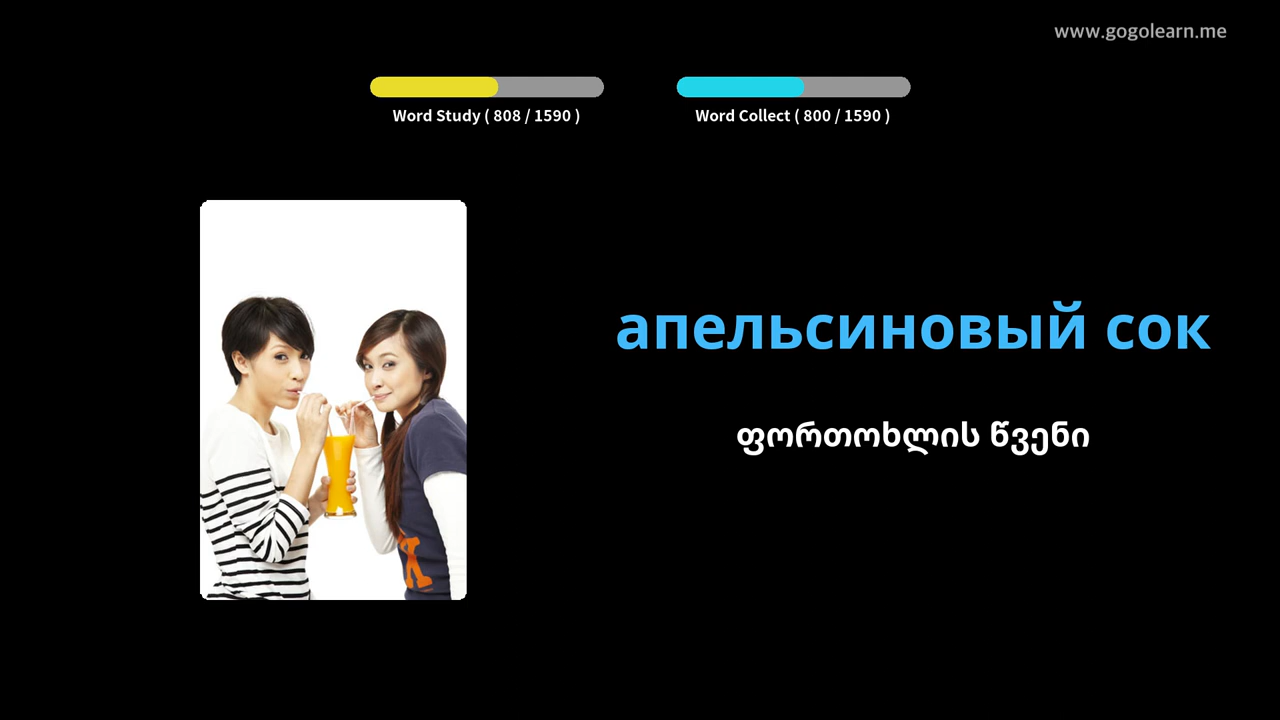 www.gogolearn.me
Word Study ( 808 / 1590 )
Word Collect ( 800 / 1590 )
апельсиновый сок
ფორთოხლის წვენი